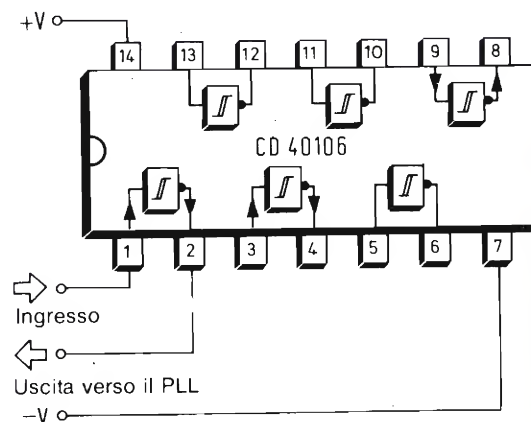 +V
14 13 12 11 10 9 8
CD 40106
1 2 3 4 5 6 7
Ingresso
Uscita verso il PLL
−V